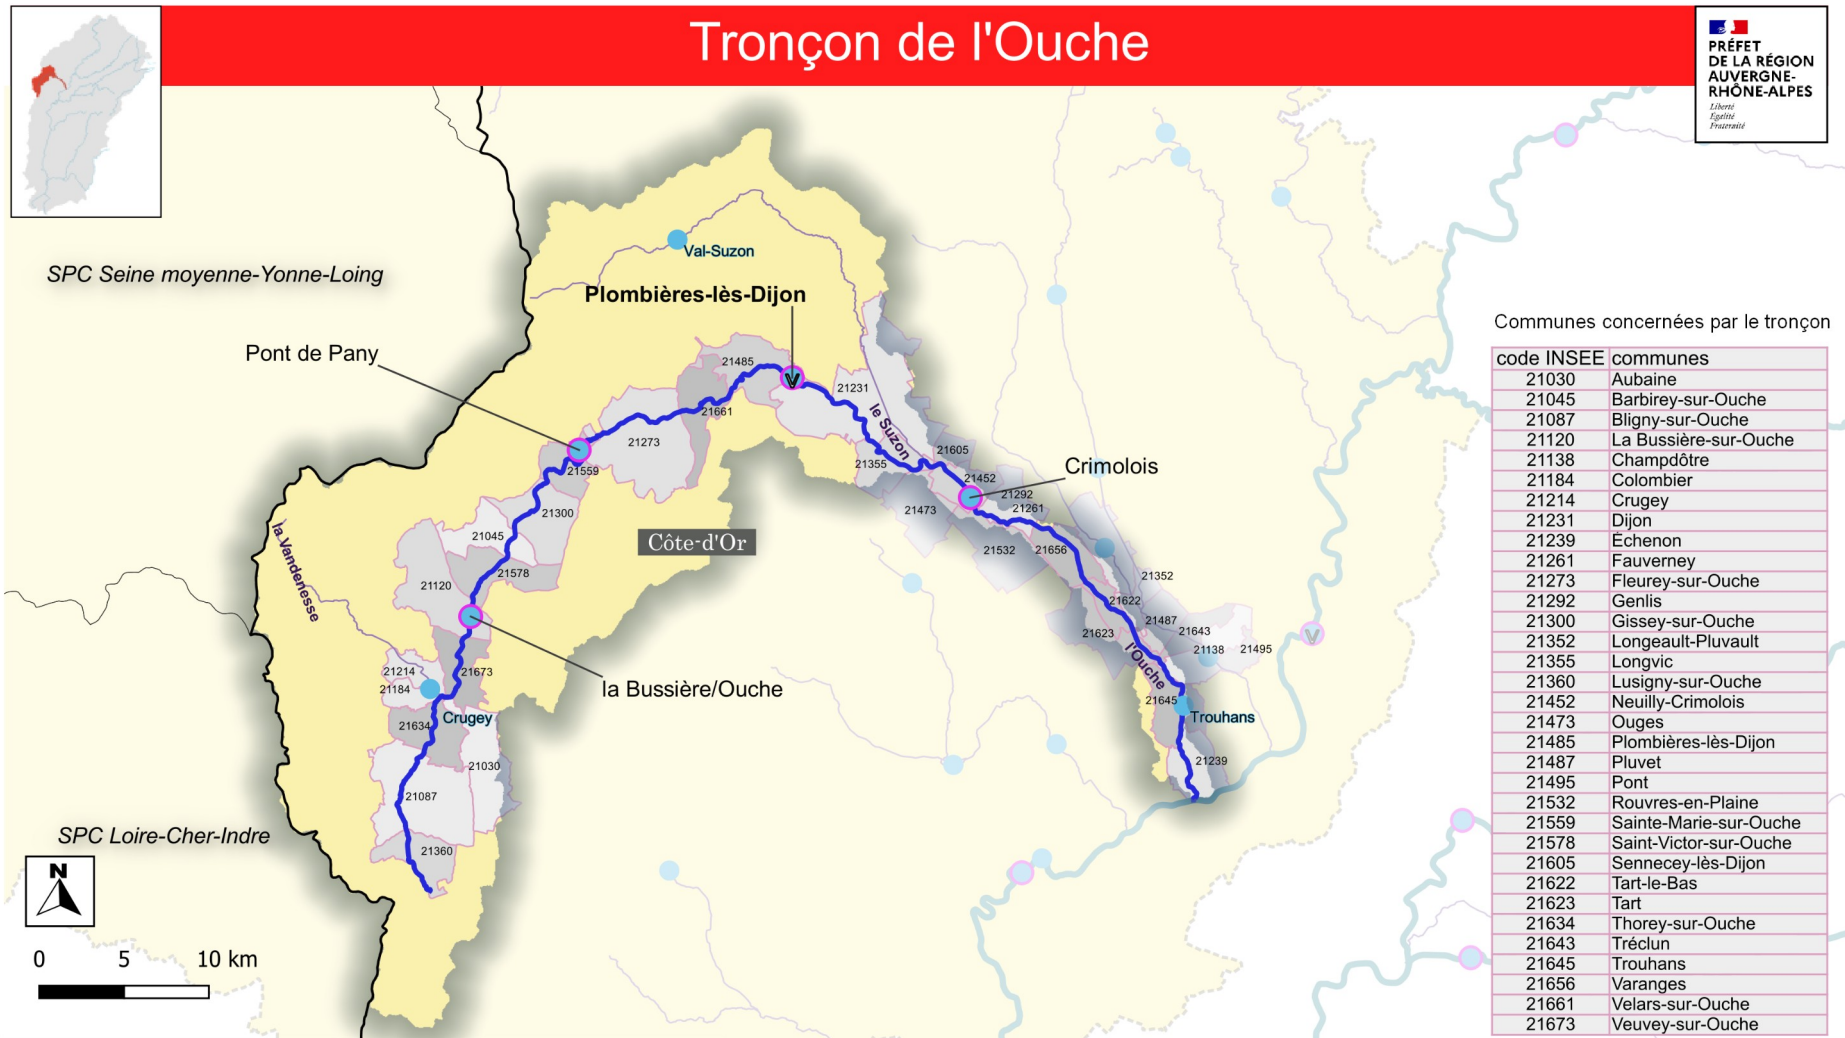 Tronçon de l'Ouche
PRÉFET
DE LA RÉGION
AUVERGNE-
RHÔNE-ALPES
Liberté
Égalité
Fraternité
SPC Seine moyenne-Yonne-Loing
Val-Suzon
Plombières-lès-Dijon
Pont de Pany
21485
V
21231
21661
le Suzon
21273
21605
21355
21559
21452
Crimolois
21292
21261
21473
21300
21045
Côte-d'Or
21532
21656
la Vandenesse
21578
21120
21352
21622
21487
21643
21623
21138
21495
V
l'Ouche
21214
21673
21184
la Bussière/Ouche
21645
Trouhans
Crugey
21634
21030
21239
21087
SPC Loire-Cher-Indre
21360
N
0 5 10 km
Communes concernées par le tronçon
code INSEE communes
21030 Aubaine
21045 Barbirey-sur-Ouche
21087 Bligny-sur-Ouche
21120 La Bussière-sur-Ouche
21138 Champdôtre
21184 Colombier
21214 Crugey
21231 Dijon
21239 Échenon
21261 Fauverney
21273 Fleurey-sur-Ouche
21292 Genlis
21300 Gissey-sur-Ouche
21352 Longeault-Pluvault
21355 Longvic
21360 Lusigny-sur-Ouche
21452 Neuilly-Crimolois
21473 Ouges
21485 Plombières-lès-Dijon
21487 Pluvet
21495 Pont
21532 Rouvres-en-Plaine
21559 Sainte-Marie-sur-Ouche
21578 Saint-Victor-sur-Ouche
21605 Sennecey-lès-Dijon
21622 Tart-le-Bas
21623 Tart
21634 Thorey-sur-Ouche
21643 Tréclun
21645 Trouhans
21656 Varanges
21661 Velars-sur-Ouche
21673 Veuvey-sur-Ouche